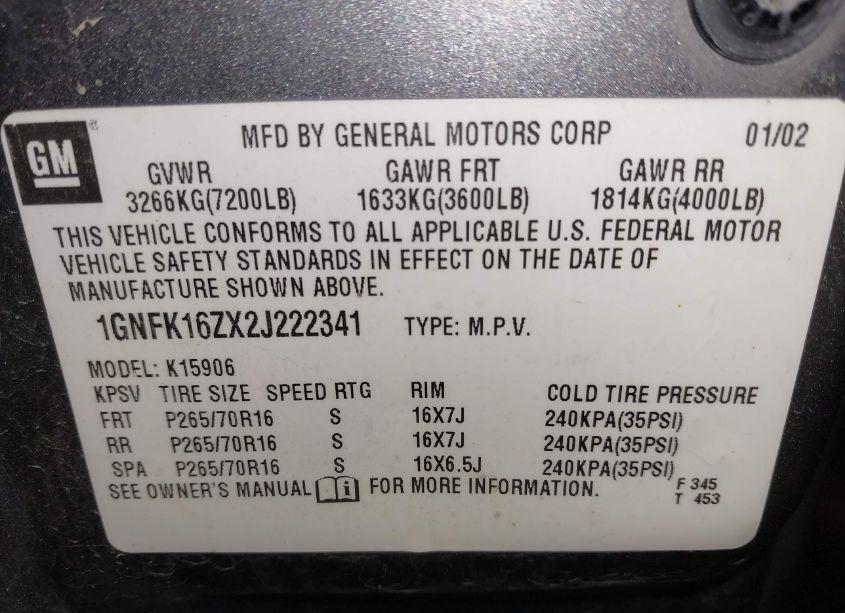 GM®
MFD BY GENERAL MOTORS CORP 01/02
GVWR GAWR FRT GAWR RR
3266KG(7200LB) 1633KG(3600LB) 1814KG(4000LB)
THIS VEHICLE CONFORMS TO ALL APPLICABLE U.S. FEDERAL MOTOR
VEHICLE SAFETY STANDARDS IN EFFECT ON THE DATE OF
MANUFACTURE SHOWN ABOVE.
1GNFK16ZX2J222341 TYPE: M.P.V.
MODEL: K15906
KPSV TIRE SIZE SPEED RTG RIM COLD TIRE PRESSURE
FRT P265/70R16 S 16X7J 240KPA(35PSI)
RR P265/70R16 S 16X7J 240KPA(35PSI)
SPA P265/70R16 S 16X6.5J 240KPA(35PSI)
SEE OWNER'S MANUAL i FOR MORE INFORMATION.
F 345
T 453